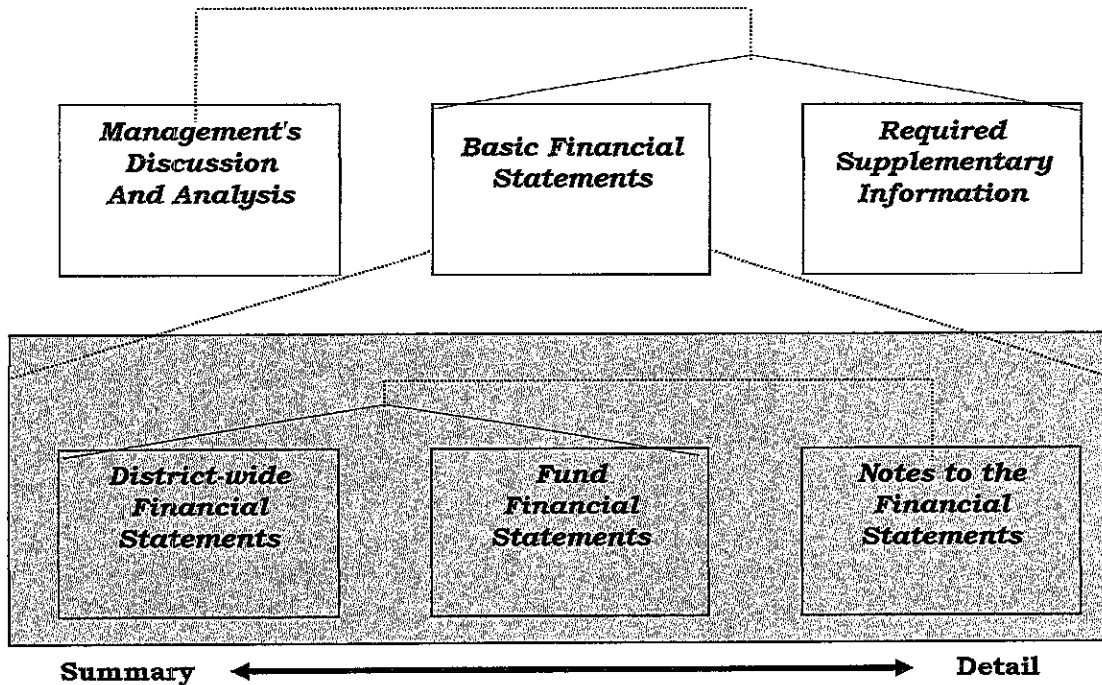 Management's
Discussion
And Analysis
Basic Financial
Statements
Required
Supplementary
Information
District-wide
Financial
Statements
Fund
Financial
Statements
Notes to the
Financial
Statements
Summary
Detail